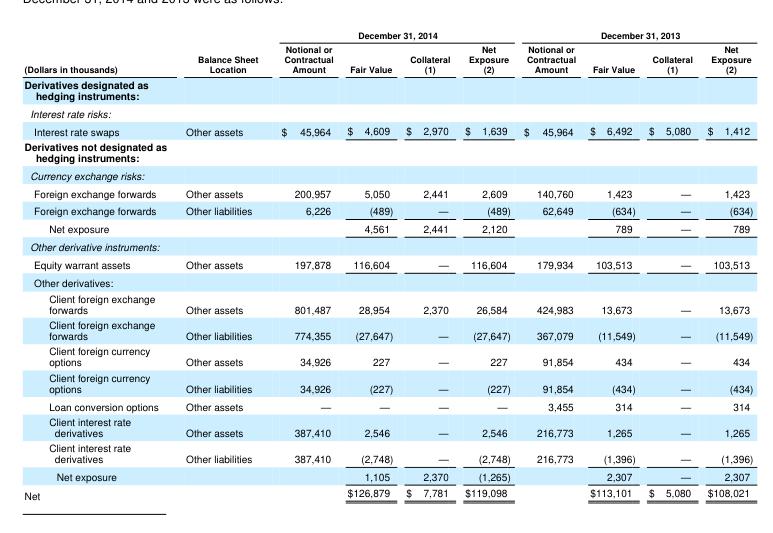 December 31, 2014 and 2013 were as follows:
December 31, 2014 December 31, 2013
(Dollars in thousands) Balance Sheet Location Notional or Contractual Amount Fair Value Collateral (1) Net Exposure (2) Notional or Contractual Amount Fair Value Collateral (1) Net Exposure (2)
Derivatives designated as
hedging instruments:
Interest rate risks:
Interest rate swaps Other assets $ 45,964 $ 4,609 $ 2,970 $ 1,639 $ 45,964 $ 6,492 $ 5,080 $ 1,412
Derivatives not designated as
hedging instruments:
Currency exchange risks:
Foreign exchange forwards Other assets 200,957 5,050 2,441 2,609 140,760 1,423 — 1,423
Foreign exchange forwards Other liabilities 6,226 (489) — (489) 62,649 (634) — (634)
Net exposure 4,561 2,441 2,120 789 — 789
Other derivative instruments:
Equity warrant assets Other assets 197,878 116,604 — 116,604 179,934 103,513 — 103,513
Other derivatives:
Client foreign exchange
forwards Other assets 801,487 28,954 2,370 26,584 424,983 13,673 — 13,673
Client foreign exchange
forwards Other liabilities 774,355 (27,647) — (27,647) 367,079 (11,549) — (11,549)
Client foreign currency
options Other assets 34,926 227 — 227 91,854 434 — 434
Client foreign currency
options Other liabilities 34,926 (227) — (227) 91,854 (434) — (434)
Loan conversion options Other assets — — — — 3,455 314 — 314
Client interest rate
derivatives Other assets 387,410 2,546 — 2,546 216,773 1,265 — 1,265
Client interest rate
derivatives Other liabilities 387,410 (2,748) — (2,748) 216,773 (1,396) — (1,396)
Net exposure 1,105 2,370 (1,265) 2,307 — 2,307
Net $126,879 $ 7,781 $119,098 $113,101 $ 5,080 $108,021